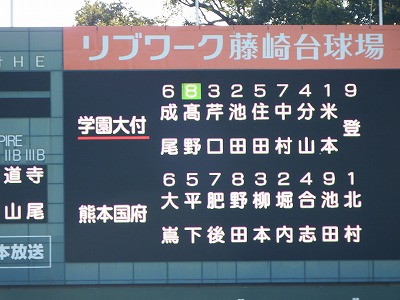 リブワーク藤崎台球場
THE
6 8 3 2 5 7 4 1 9
学園大付 成尾 髙野 芹口 池田 住田 中村 分山 米本 登
PIRE
ⅡB ⅢB
道 寺
山 尾
6 5 7 8 3 2 4 9 1
熊本国府 大嶌 平下 肥後 野田 柳本 堀内 合志 池田 北村
本放送